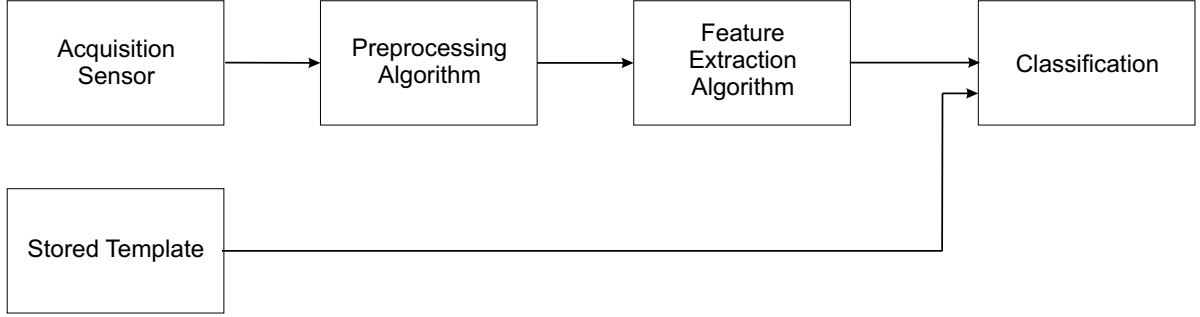 Acquisition
Sensor
Preprocessing
Algorithm
Feature
Extraction
Algorithm
Classification
Stored Template